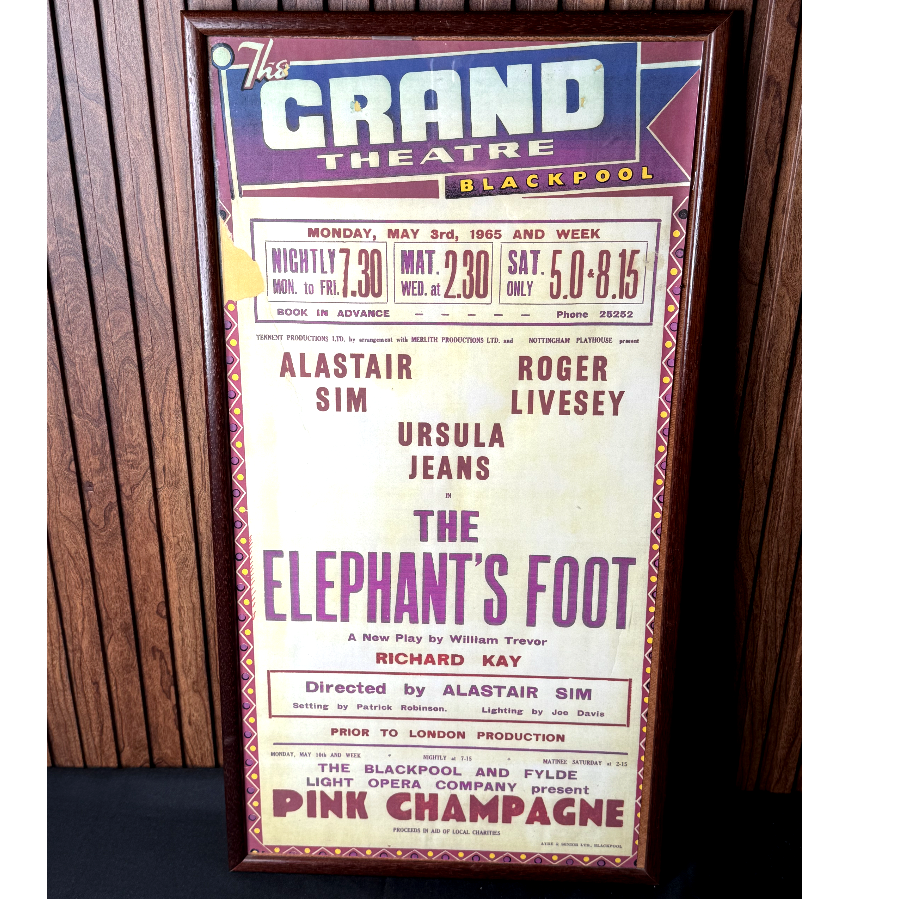 The
GRAND
THEATRE
BLACKPOOL
MONDAY, MAY 3rd, 1965 AND WEEK
NIGHTLY 7.30 MAT. 2.30 SAT. 5.0 & 8.15
MON. to FRI. WED. at ONLY
BOOK IN ADVANCE — — — — — Phone 25252
TENNENT PRODUCTIONS LTD. by arrangement with MERLITH PRODUCTIONS LTD. and NOTTINGHAM PLAYHOUSE present
ALASTAIR ROGER
SIM LIVESEY
URSULA
JEANS
IN
THE
ELEPHANT'S FOOT
A New Play by William Trevor
RICHARD KAY
Directed by ALASTAIR SIM
Setting by Patrick Robinson. Lighting by Joe Davis
PRIOR TO LONDON PRODUCTION
MONDAY, MAY 10th AND WEEK • NIGHTLY at 7-15 • MATINEE SATURDAY at 2-15
THE BLACKPOOL AND FYLDE
LIGHT OPERA COMPANY present
PINK CHAMPAGNE
PROCEEDS IN AID OF LOCAL CHARITIES
LTD., BLACKPOOL